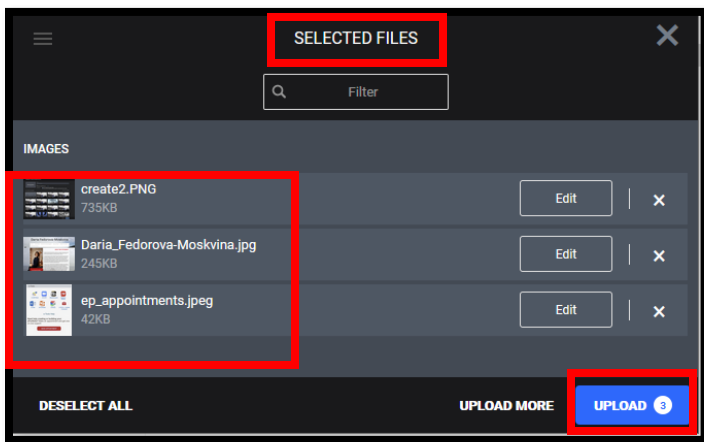 SELECTED FILES
Filter
IMAGES
create2.PNG
735KB
Edit
Daria_Fedorova-Moskvina.jpg
245KB
Edit
ep_appointments.jpeg
42KB
Edit
DESELECT ALL
UPLOAD MORE
UPLOAD 3